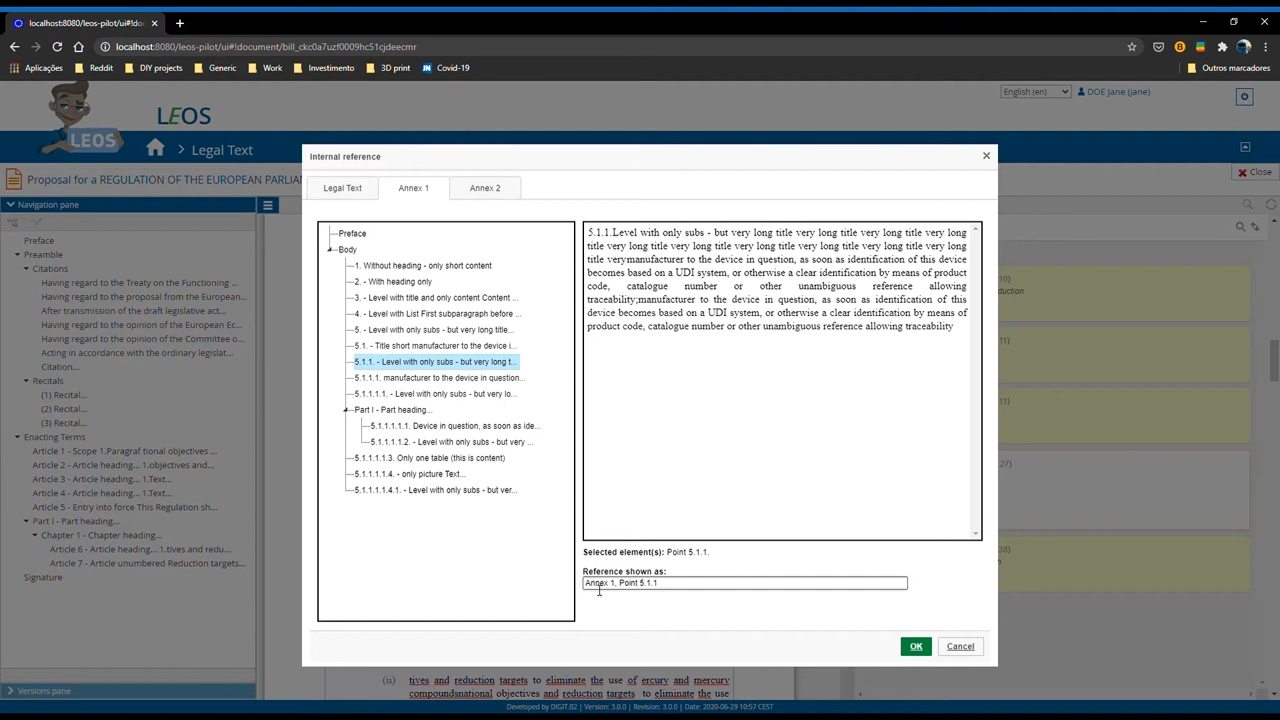 localhost:8080/leos-pilot/ui#!doc
localhost:8080/leos-pilot/ui#!document/bill_ckc0a7uzf0009hc51cjdeecmr
Aplicações
Reddit
DIY projects
Generic
Work
Investimento
3D print
Covid-19
Outros marcadores
LEOS
LEOS
English (en)
DOE Jane (jane)
Legal Text
Proposal for a REGULATION OF THE EUROPEAN PARLIAM
Close
Navigation pane
Preface
Preamble
Citations
Having regard to the Treaty on the Functioning ...
Having regard to the proposal from the European...
After transmission of the draft legislative act...
Having regard to the opinion of the European Ec...
Having regard to the opinion of the Committee o...
Acting in accordance with the ordinary legislat...
Citation...
Recitals
(1) Recital...
(2) Recital...
(3) Recital...
Enacting Terms
Article 1 - Scope 1.Paragraf tional objectives ...
Article 2 - Article heading... 1.objectives and...
Article 3 - Article heading... 1.Text...
Article 4 - Article heading... 1.Text...
Article 5 - Entry into force This Regulation sh...
Part I - Part heading...
Chapter 1 - Chapter heading...
Article 6 - Article heading... 1.tives and redu...
Article 7 - Article unumbered Reduction targets...
Signature
Versions pane
Internal reference
Legal Text
Annex 1
Annex 2
Preface
Body
1. Without heading - only short content
2. - With heading only
3. - Level with title and only content Content ...
4. - Level with List First subparagraph before ...
5. - Level with only subs - but very long title...
5.1. - Title short manufacturer to the device i...
5.1.1. - Level with only subs - but very long t...
5.1.1.1. manufacturer to the device in question...
5.1.1.1.1. - Level with only subs - but very lo...
Part I - Part heading...
5.1.1.1.1.1. Device in question, as soon as ide...
5.1.1.1.1.2. - Level with only subs - but very ...
5.1.1.1.1.3. Only one table (this is content)
5.1.1.1.1.4. - only picture Text...
5.1.1.1.1.4.1. - Level with only subs - but ver...
5.1.1.Level with only subs - but very long title very long title very long title very long
title very long title very long title very long title very long title very long title very long
title verymanufacturer to the device in question, as soon as identification of this device
becomes based on a UDI system, or otherwise a clear identification by means of product
code, catalogue number or other unambiguous reference allowing
traceability;manufacturer to the device in question, as soon as identification of this
device becomes based on a UDI system, or otherwise a clear identification by means of
product code, catalogue number or other unambiguous reference allowing traceability
Selected element(s): Point 5.1.1.
Reference shown as:
Annex 1, Point 5.1.1
OK
Cancel
10)
oduction
11)
11)
27)
38)
(ii) tives and reduction targets to eliminate the use of ercury and mercury
compoundsnational objectives and reduction targets to eliminate the use
Developed by DIGIT.B2 | Version: 3.0.0 | Revision: 3.0.0 | Date: 2020-06-29 10:57 CEST